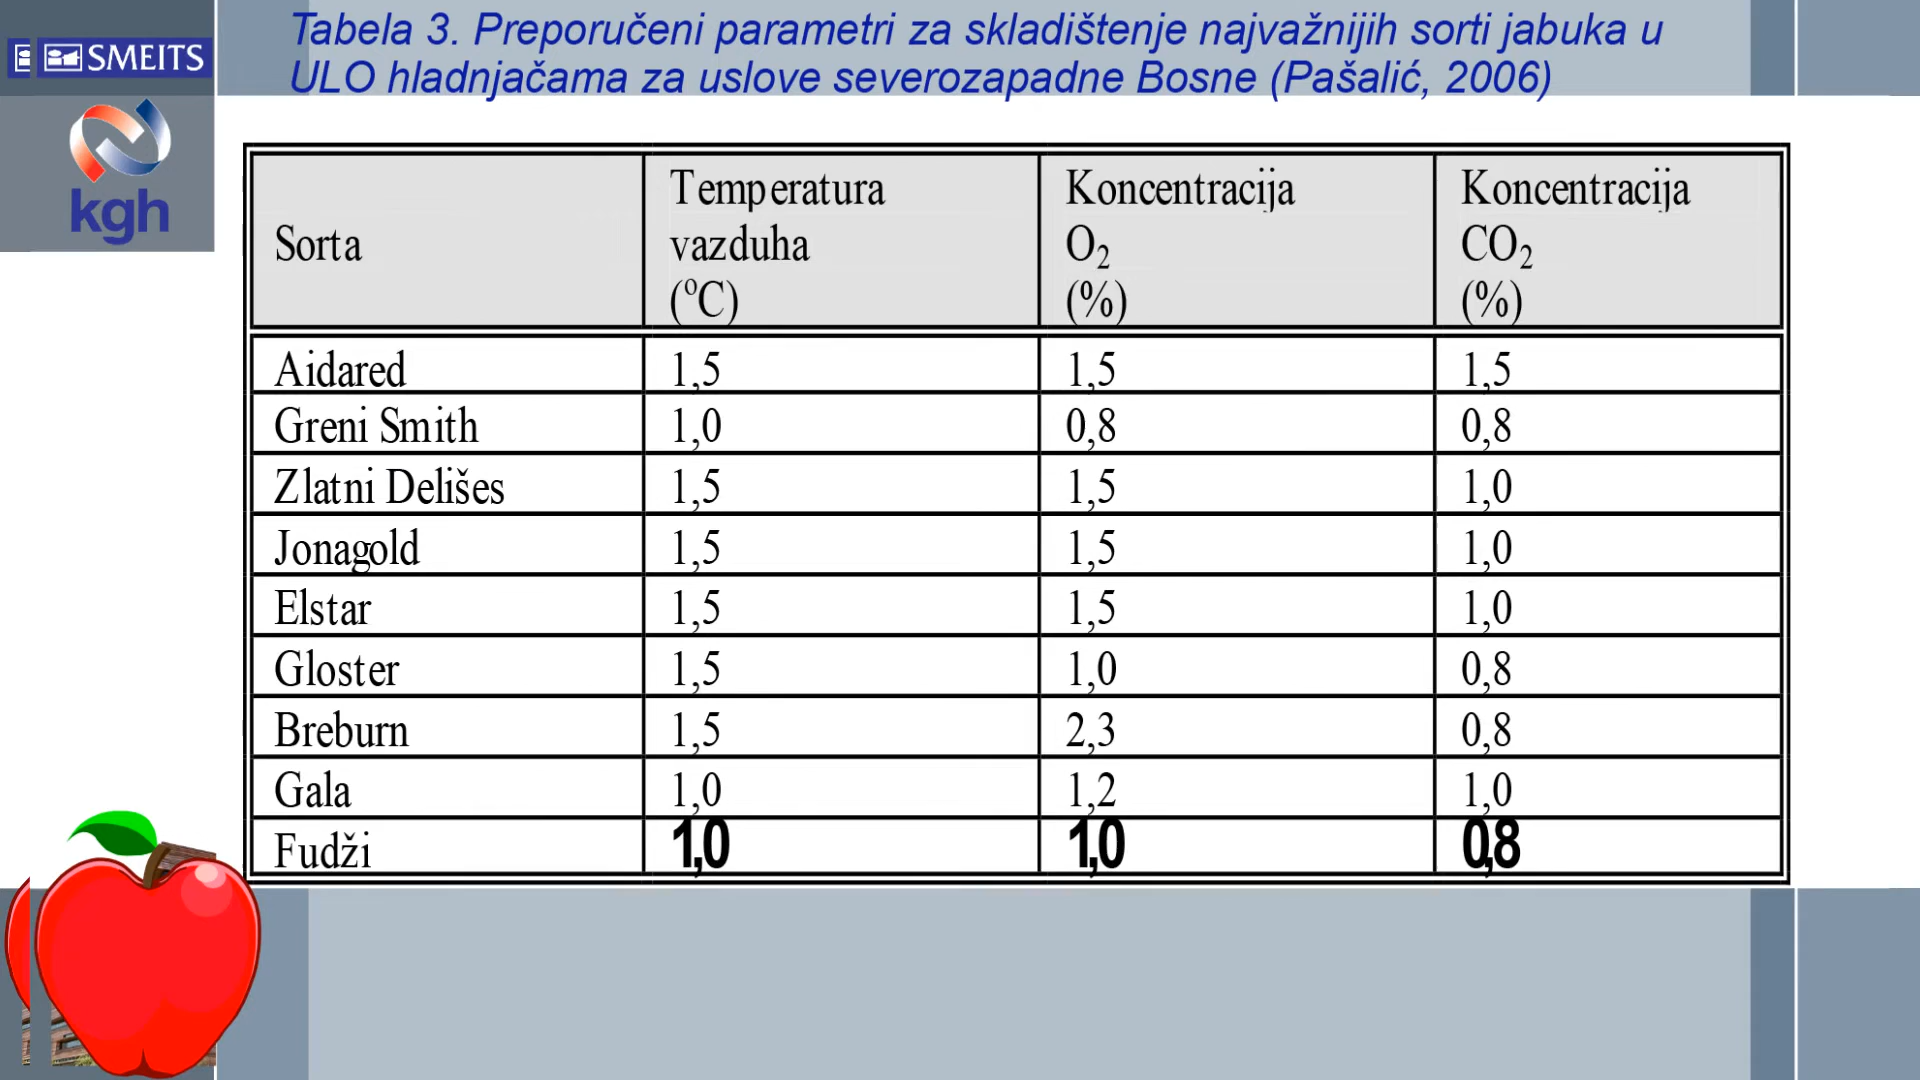 Tabela 3. Preporučeni parametri za skladištenje najvažnijih sorti jabuka u
ULO hladnjačama za uslove severozapadne Bosne (Pašalić, 2006)
SMEITS
kgh
Sorta Temperatura vazduha (ºC) Koncentracija O₂ (%) Koncentracija CO₂ (%)
Aidared 1,5 1,5 1,5
Greni Smith 1,0 0,8 0,8
Zlatni Delišes 1,5 1,5 1,0
Jonagold 1,5 1,5 1,0
Elstar 1,5 1,5 1,0
Gloster 1,5 1,0 0,8
Breburn 1,5 2,3 0,8
Gala 1,0 1,2 1,0
Fudži 1,0 1,0 0,8